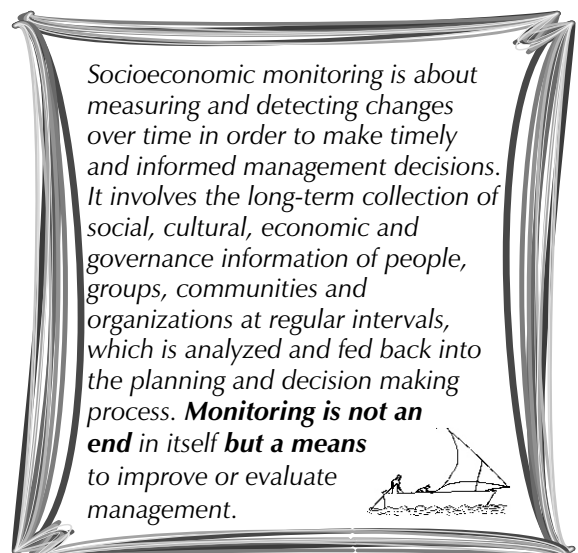 Socioeconomic monitoring is about
measuring and detecting changes
over time in order to make timely
and informed management decisions.
It involves the long-term collection of
social, cultural, economic and
governance information of people,
groups, communities and
organizations at regular intervals,
which is analyzed and fed back into
the planning and decision making
process. Monitoring is not an
end in itself but a means
to improve or evaluate
management.